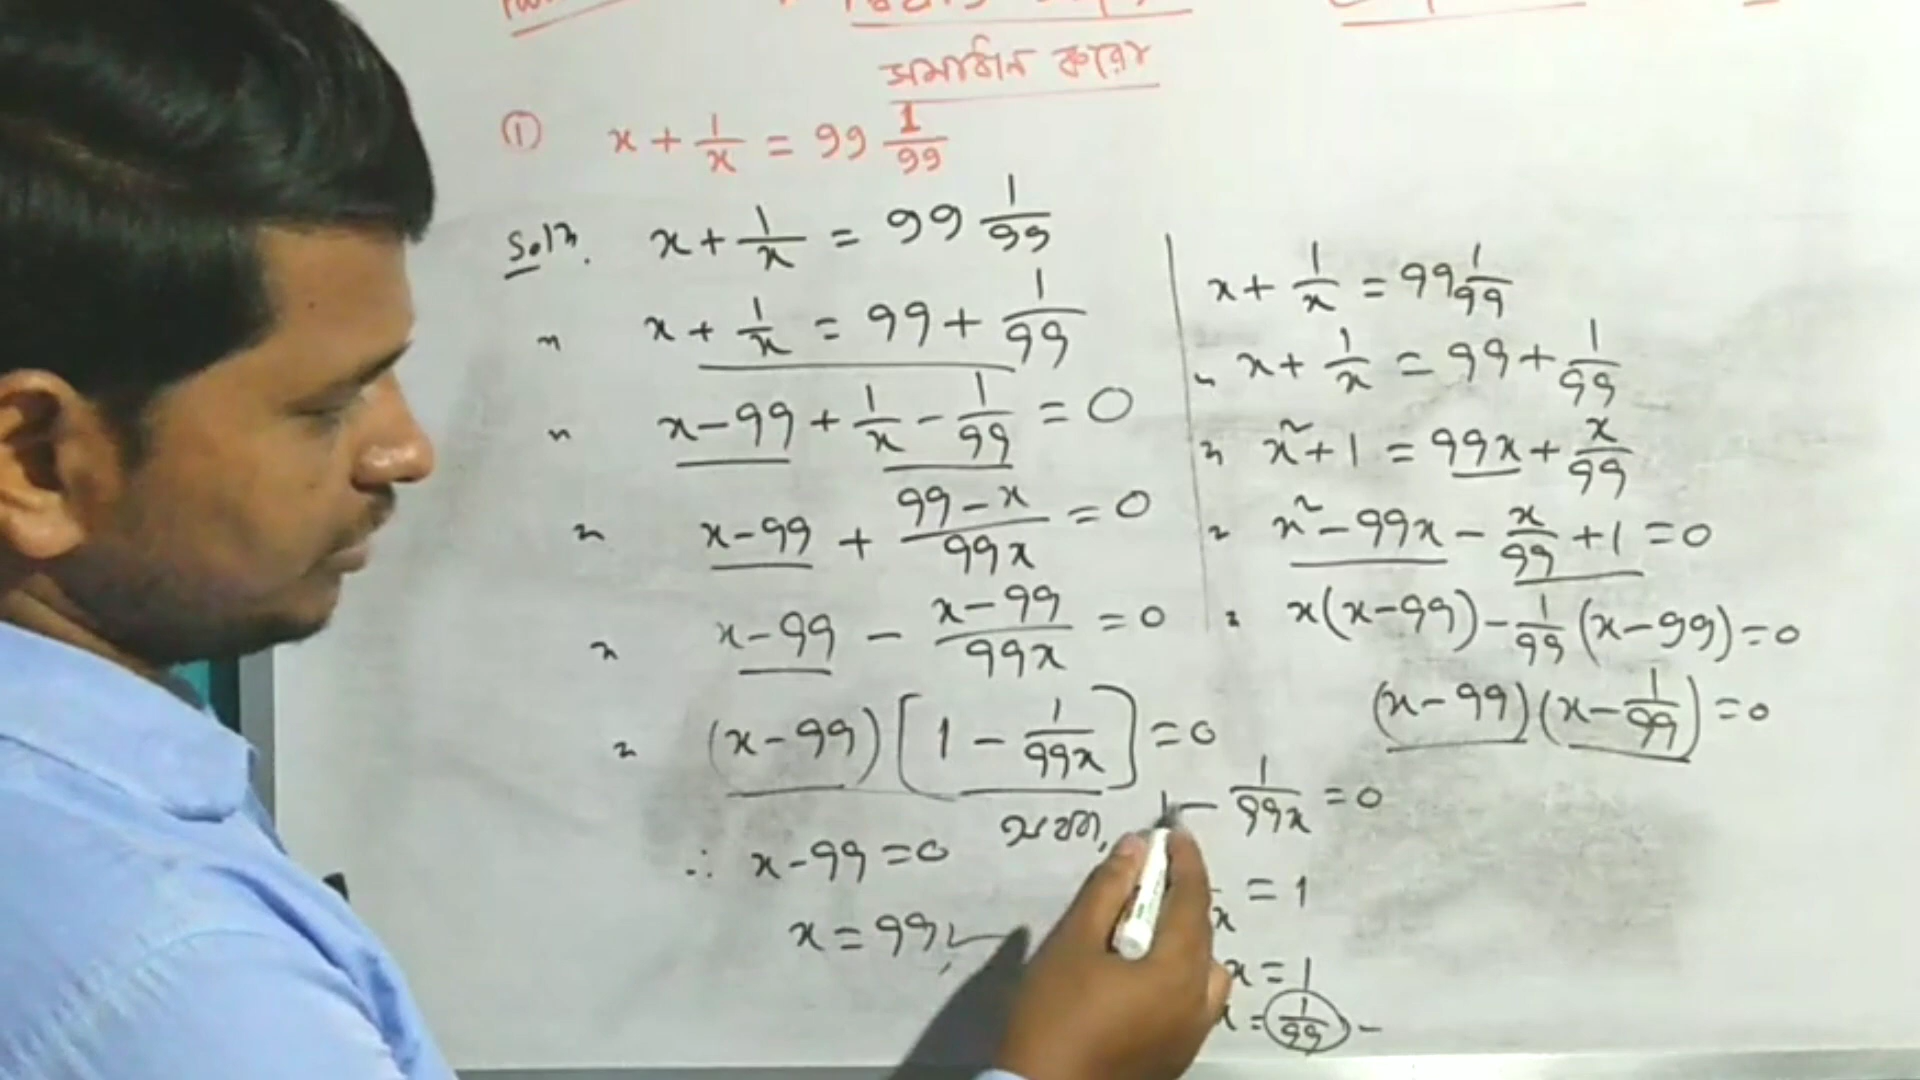 সমাধান করো
① x + 1/x = 99 1/99
Soln. x + 1/x = 99 1/99
" x + 1/x = 99 + 1/99
" x - 99 + 1/x - 1/99 = 0
" x - 99 + (99 - x)/99x = 0
" x - 99 - (x - 99)/99x = 0
" (x - 99)[1 - 1/99x] = 0
∴ x - 99 = 0
x = 99,
1 - 1/99x = 0
= 1
x = 1
x = 1/99
x + 1/x = 99 1/99
" x + 1/x = 99 + 1/99
" x² + 1 = 99x + x/99
" x² - 99x - x/99 + 1 = 0
" x(x - 99) - 1/99 (x - 99) = 0
(x - 99)(x - 1/99) = 0